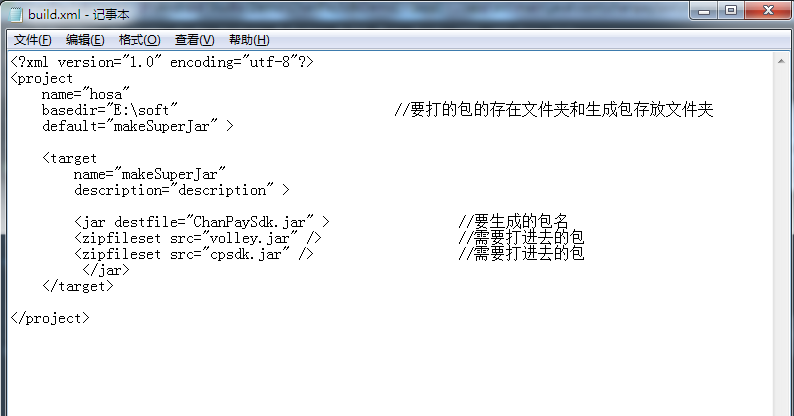 build.xml - 记事本
文件(F) 编辑(E) 格式(O) 查看(V) 帮助(H)
<?xml version="1.0" encoding="utf-8"?>
<project
name="hosa"
basedir="E:\soft" //要打的包的存在文件夹和生成包存放文件夹
default="makeSuperJar" >
<target
name="makeSuperJar"
description="description" >
<jar destfile="ChanPaySdk.jar" > //要生成的包名
<zipfileset src="volley.jar" /> //需要打进去的包
<zipfileset src="cpsdk.jar" /> //需要打进去的包
</jar>
</target>
</project>